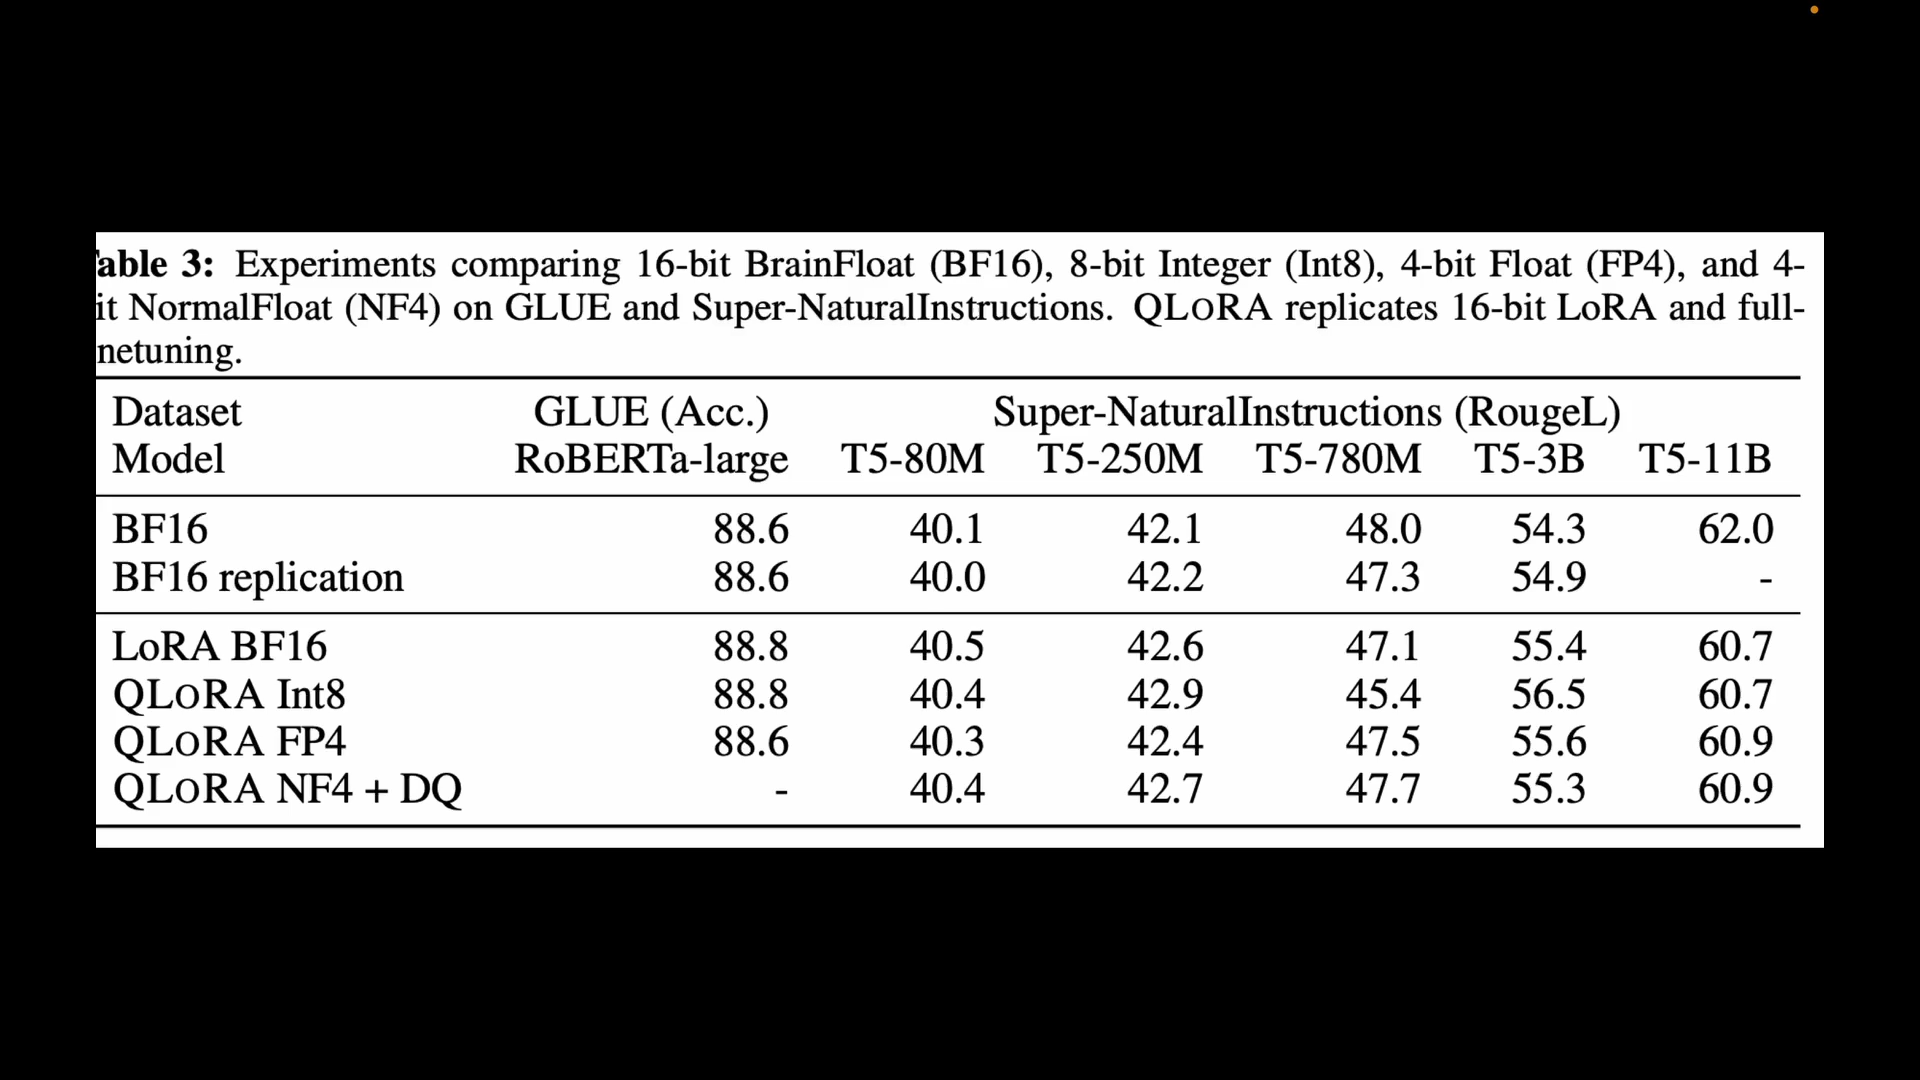 able 3: Experiments comparing 16-bit BrainFloat (BF16), 8-bit Integer (Int8), 4-bit Float (FP4), and 4-
it NormalFloat (NF4) on GLUE and Super-NaturalInstructions. QLORA replicates 16-bit LoRA and full-
netuning.
Dataset GLUE (Acc.) Super-NaturalInstructions (RougeL)
Model RoBERTa-large T5-80M T5-250M T5-780M T5-3B T5-11B
BF16 88.6 40.1 42.1 48.0 54.3 62.0
BF16 replication 88.6 40.0 42.2 47.3 54.9 -
LoRA BF16 88.8 40.5 42.6 47.1 55.4 60.7
QLORA Int8 88.8 40.4 42.9 45.4 56.5 60.7
QLORA FP4 88.6 40.3 42.4 47.5 55.6 60.9
QLORA NF4 + DQ - 40.4 42.7 47.7 55.3 60.9